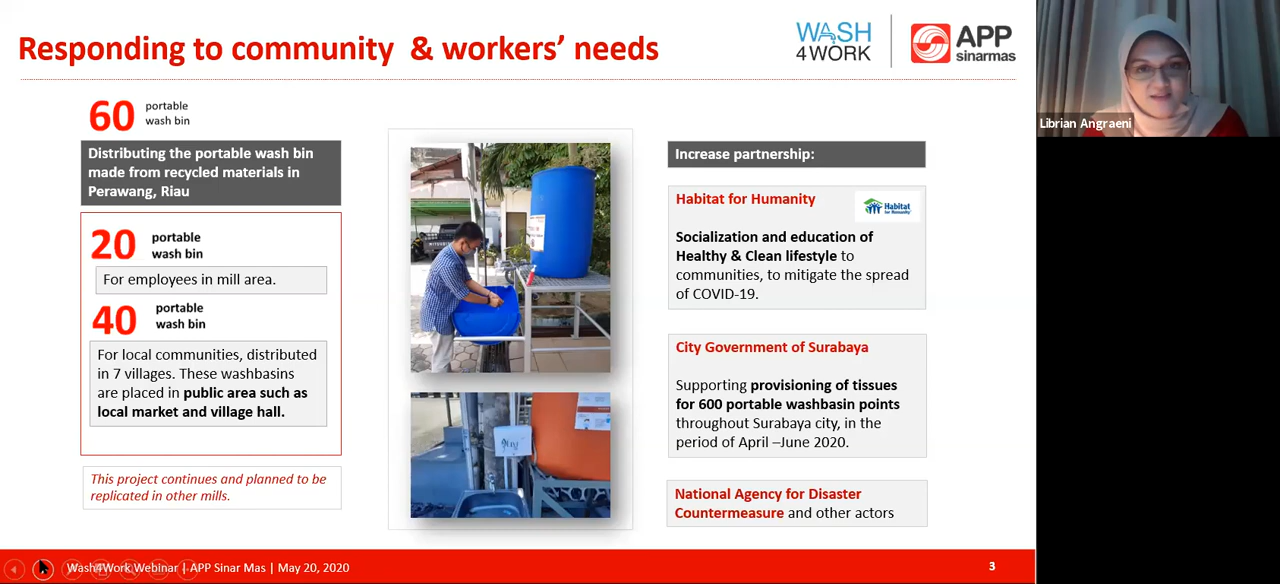 Responding to community & workers' needs
WASH
4WORK
APP
sinarmas
Librian Angraeni
60 portable
wash bin
Distributing the portable wash bin
made from recycled materials in
Perawang, Riau
20 portable
wash bin
For employees in mill area.
40 portable
wash bin
For local communities, distributed
in 7 villages. These washbasins
are placed in public area such as
local market and village hall.
This project continues and planned to be
replicated in other mills.
Increase partnership:
Habitat for Humanity
Habitat
for Humanity
Socialization and education of
Healthy & Clean lifestyle to
communities, to mitigate the spread
of COVID-19.
City Government of Surabaya
Supporting provisioning of tissues
for 600 portable washbasin points
throughout Surabaya city, in the
period of April –June 2020.
National Agency for Disaster
Countermeasure and other actors
Wash4Work Webinar | APP Sinar Mas | May 20, 2020
3